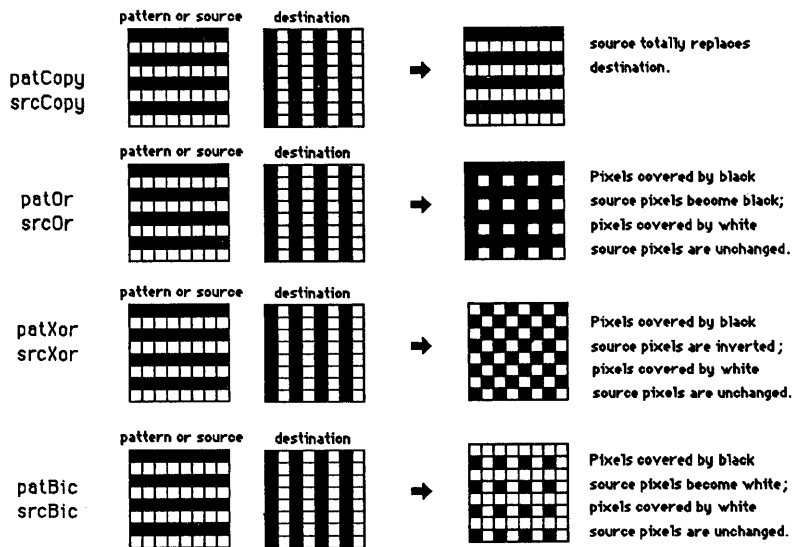 pattern or source destination
patCopy
srcCopy
source totally replaces
destination.
pattern or source destination
patOr
srcOr
Pixels covered by black
source pixels become black;
pixels covered by white
source pixels are unchanged.
pattern or source destination
patXor
srcXor
Pixels covered by black
source pixels are inverted;
pixels covered by white
source pixels are unchanged.
pattern or source destination
patBic
srcBic
Pixels covered by black
source pixels become white;
pixels covered by white
source pixels are unchanged.